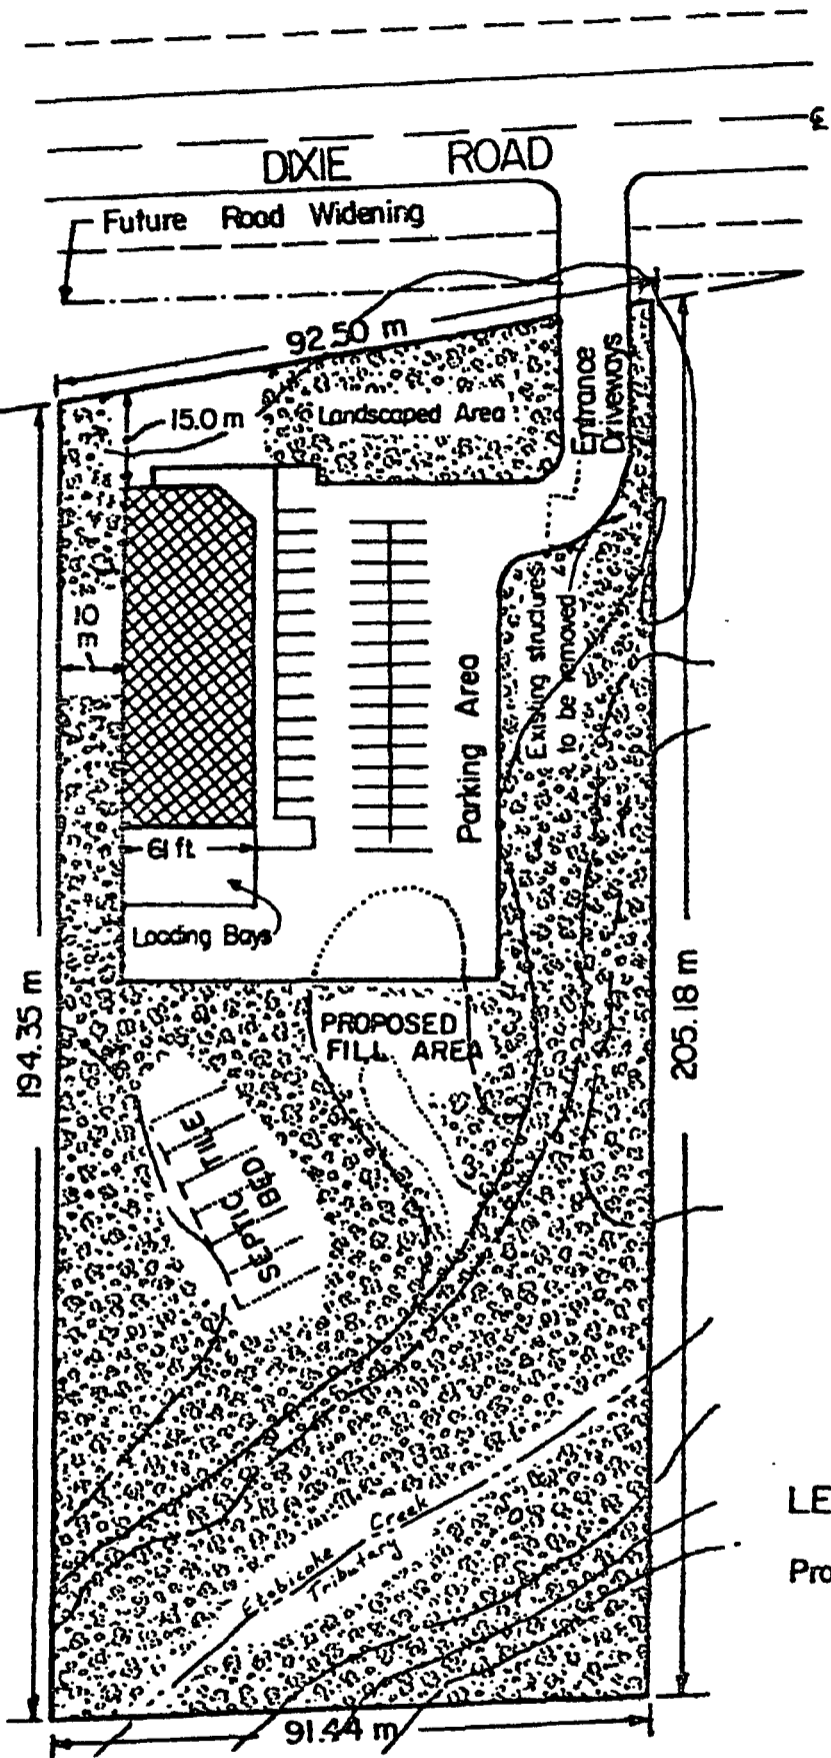 DIXIE ROAD
Future Road Widening
92.50 m
15.0 m
Landscaped Area
Entrance
Driveways
10
m
Existing structures
to be removed
Parking Area
61 ft.
Loading Bays
194.35 m
205.18 m
PROPOSED
FILL AREA
SEPTIC TILE
BED
Etobicoke Creek
Tributary
LE
Pro
91.44 m